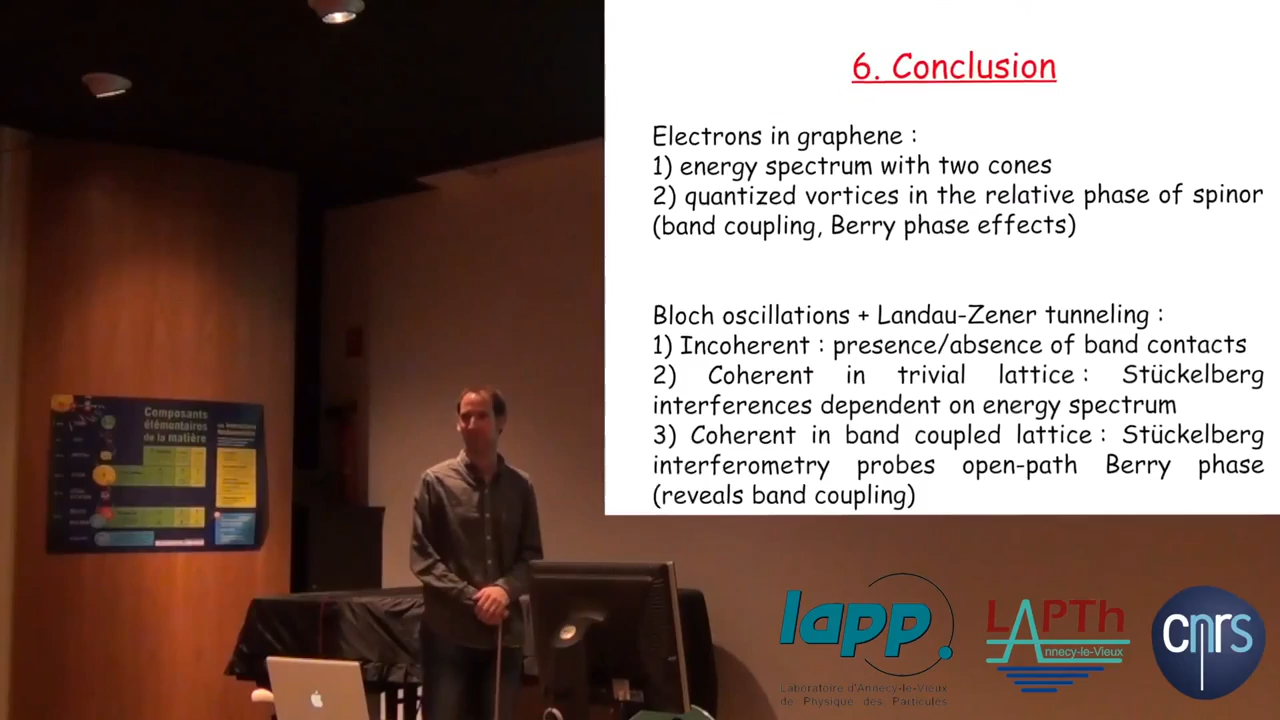 6. Conclusion
Electrons in graphene :
1) energy spectrum with two cones
2) quantized vortices in the relative phase of spinor
(band coupling, Berry phase effects)
Bloch oscillations + Landau-Zener tunneling :
1) Incoherent : presence/absence of band contacts
2) Coherent in trivial lattice : Stückelberg
interferences dependent on energy spectrum
3) Coherent in band coupled lattice : Stückelberg
interferometry probes open-path Berry phase
(reveals band coupling)
Composants
élémentaires
de la matière
lapp
Laboratoire d'Annecy-le-Vieux
de Physique des Particules
LAPTh
Annecy-le-Vieux
cnrs